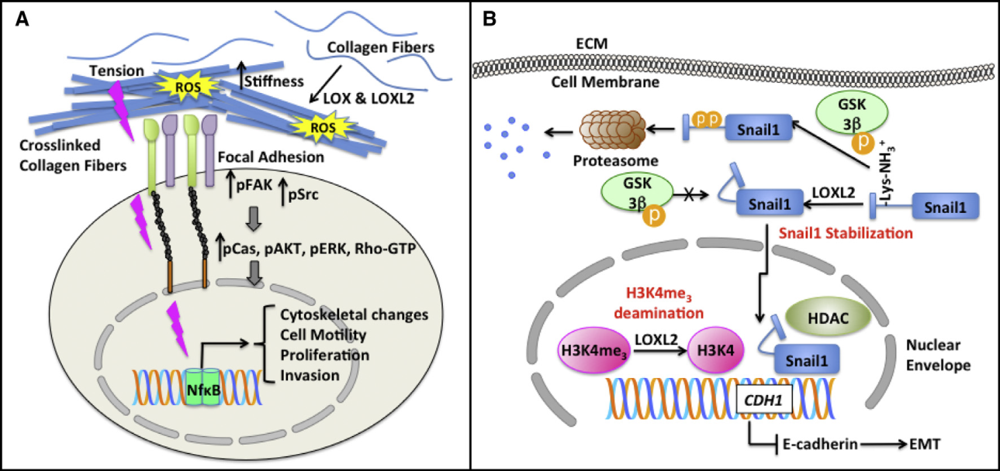 A
Collagen Fibers
Tension
Stiffness
ROS
LOX & LOXL2
ROS
Crosslinked
Collagen Fibers
Focal Adhesion
pFAK
pSrc
pCas, pAKT, pERK, Rho-GTP
Cytoskeletal changes
Cell Motility
Proliferation
Invasion
NfκB
B
ECM
Cell Membrane
GSK
3β
p
p p
Snail1
Proteasome
-Lys-NH3+
GSK
3β
p
Snail1
LOXL2
Snail1
Snail1 Stabilization
H3K4me3
deamination
HDAC
H3K4me3
LOXL2
H3K4
Snail1
Nuclear
Envelope
CDH1
E-cadherin
EMT